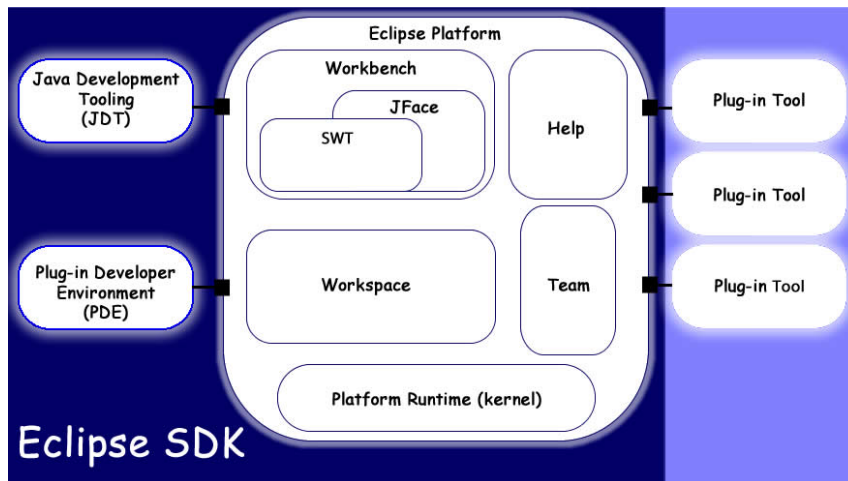 Eclipse Platform
Java Development
Tooling
(JDT)
Workbench
JFace
SWT
Help
Plug-in Tool
Plug-in Tool
Plug-in Developer
Environment
(PDE)
Workspace
Team
Plug-in Tool
Platform Runtime (kernel)
Eclipse SDK